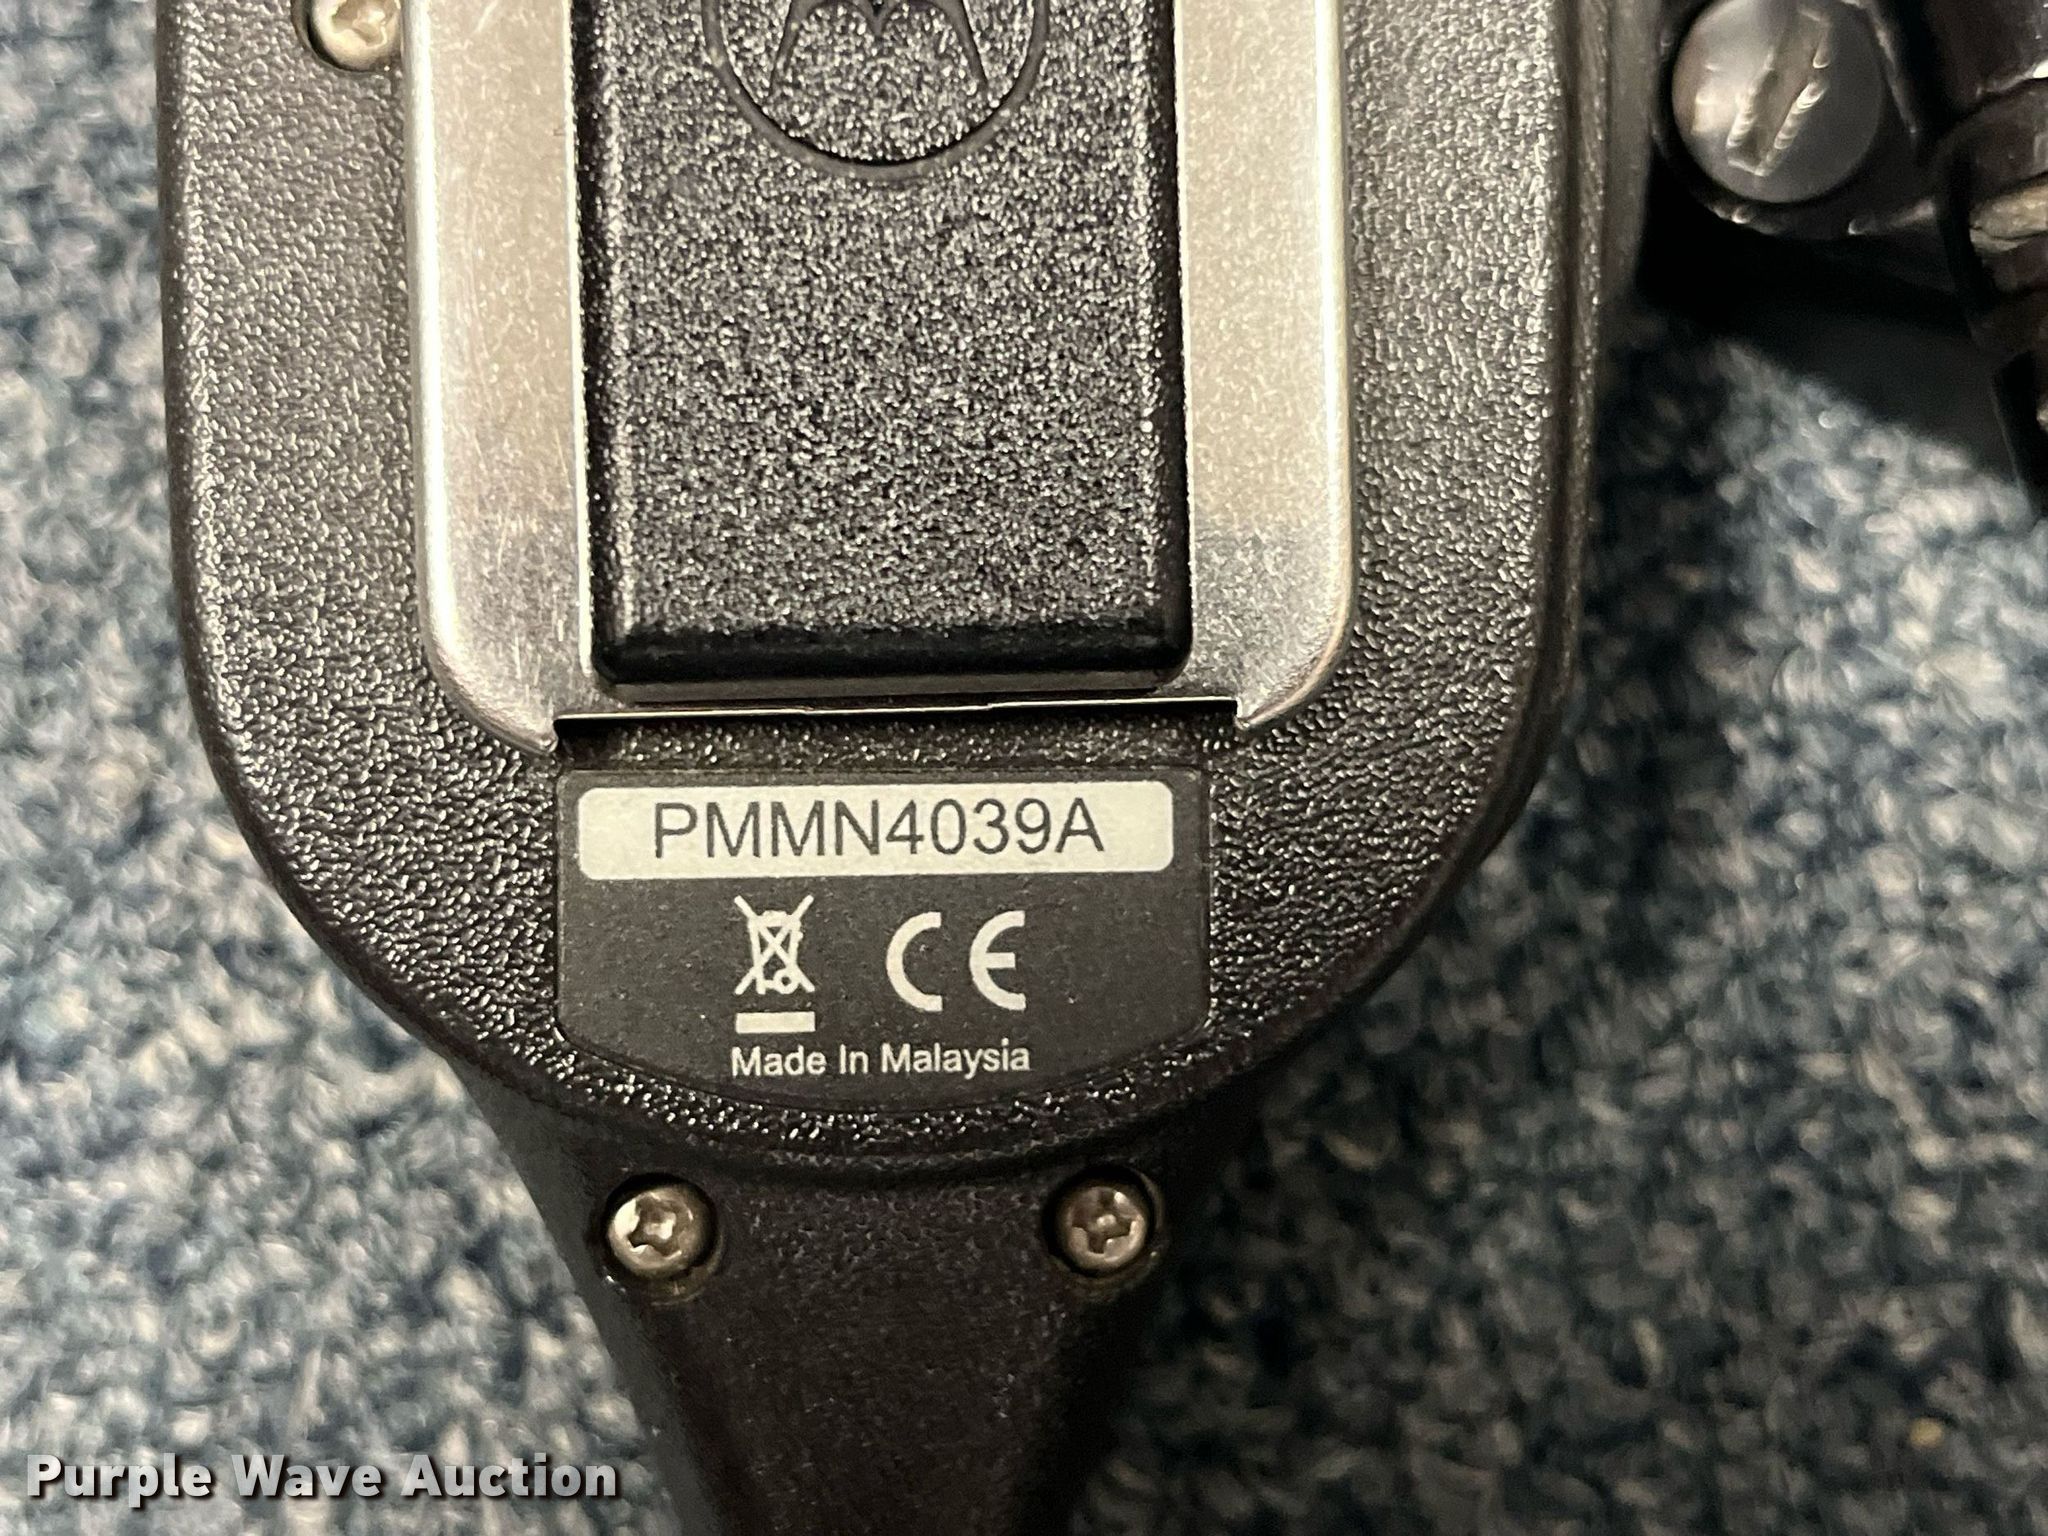 PMMN4039A
CE
Made In Malaysia
Purple Wave Auction